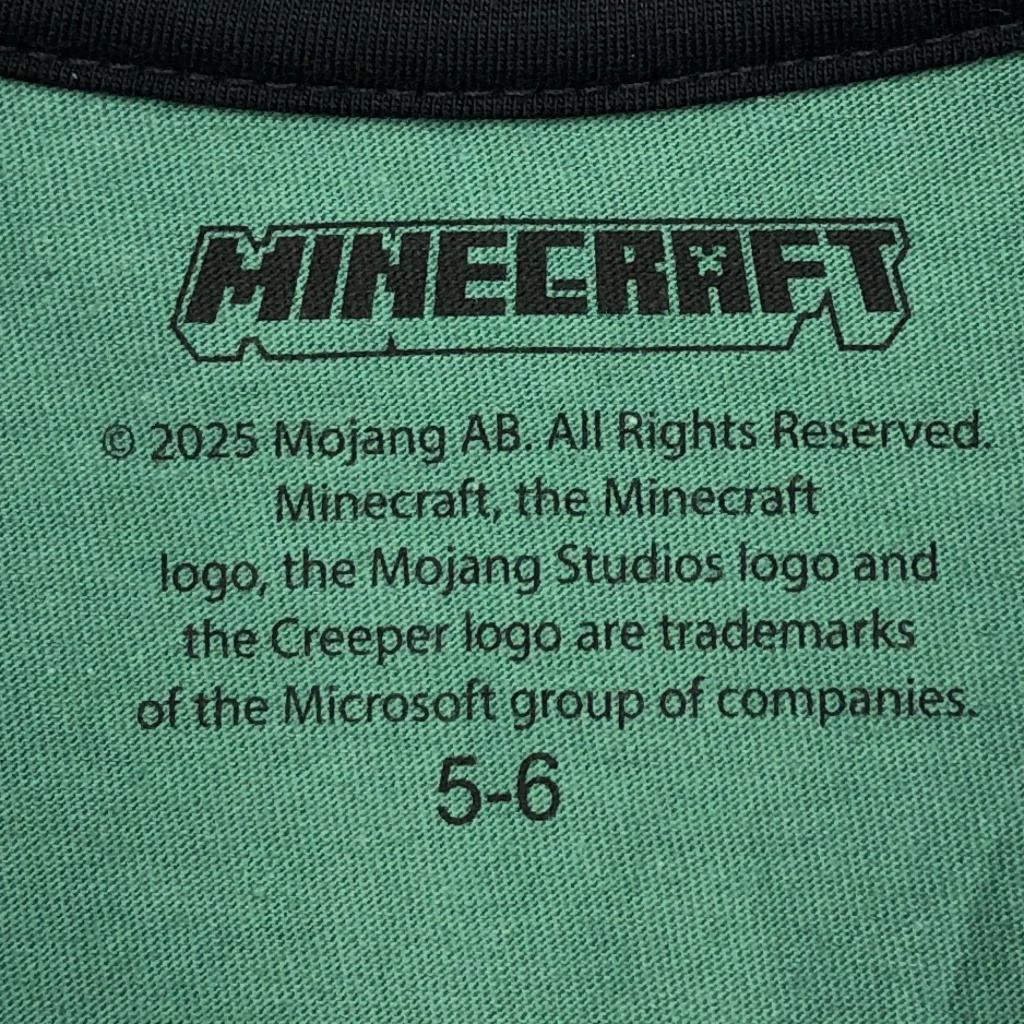 MINECRAFT
© 2025 Mojang AB. All Rights Reserved.
Minecraft, the Minecraft
logo, the Mojang Studios logo and
the Creeper logo are trademarks
of the Microsoft group of companies.
5-6